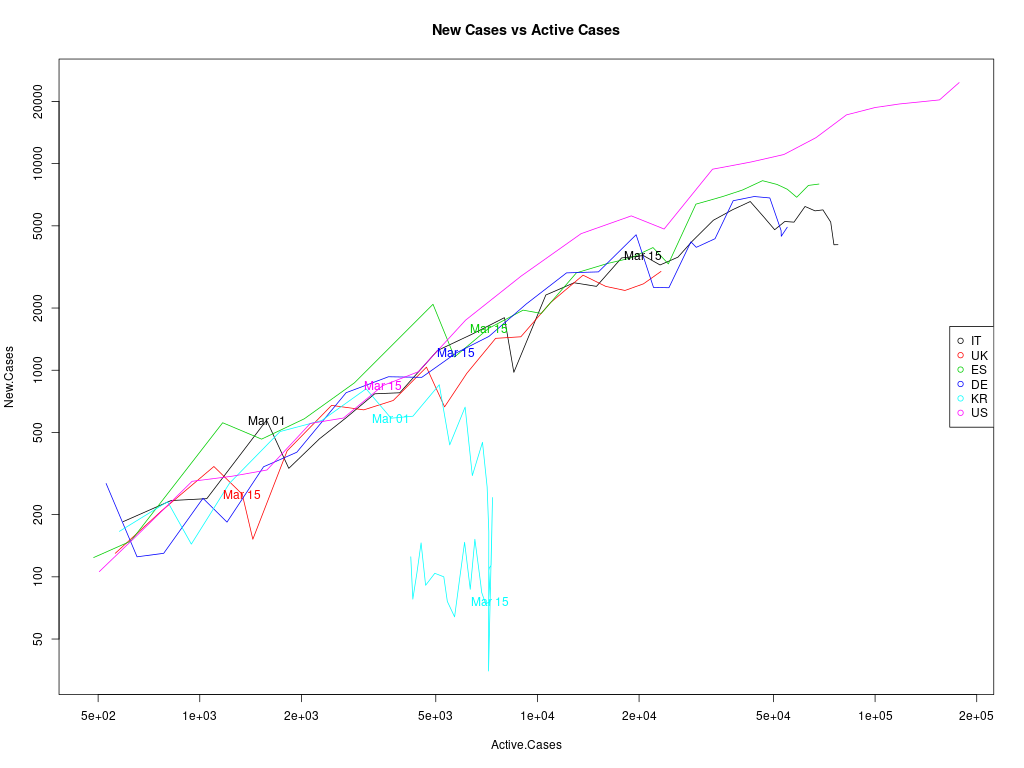 New Cases vs Active Cases
New.Cases
20000
10000
5000
2000
1000
500
200
100
50
Mar 15
Mar 15
Mar 15
Mar 15
Mar 01
Mar 01
Mar 15
Mar 15
IT
UK
ES
DE
KR
US
5e+02
1e+03
2e+03
5e+03
1e+04
2e+04
5e+04
1e+05
2e+05
Active.Cases